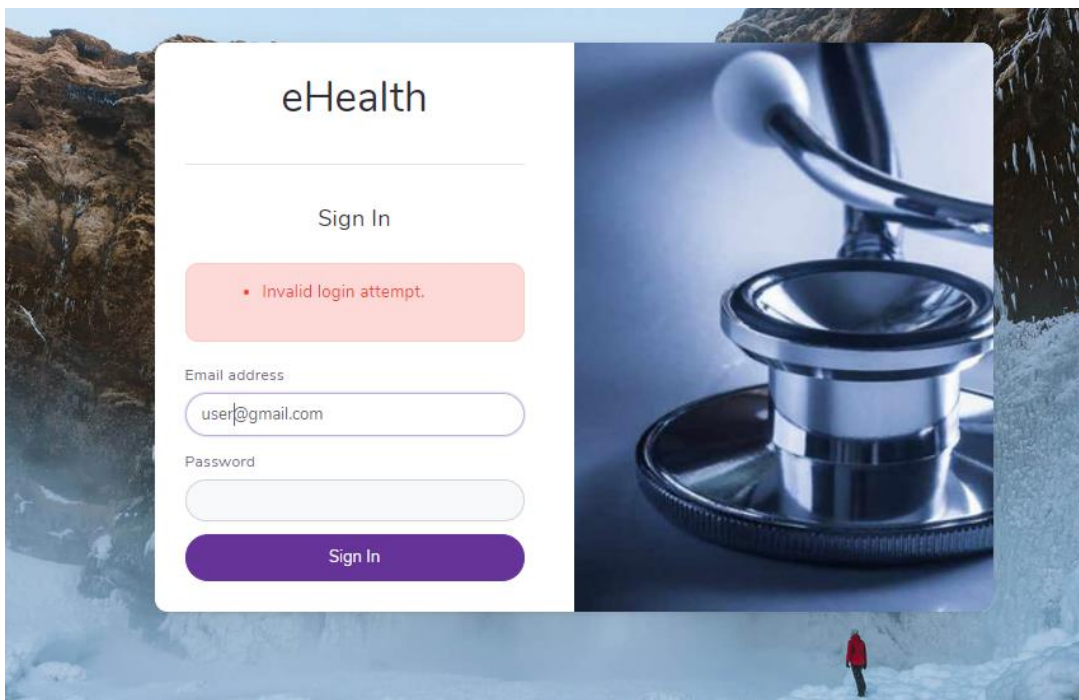 eHealth
Sign In
Invalid login attempt.
Email address
user@gmail.com
Password
Sign In